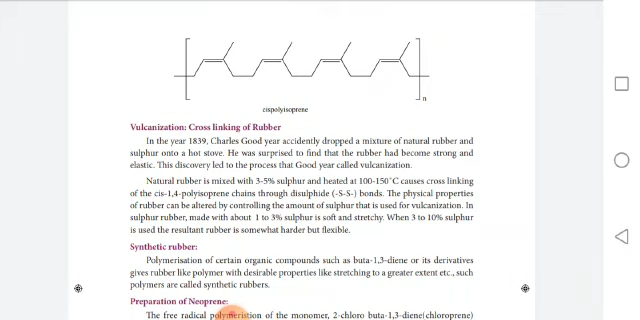 n
cispolyisoprene
Vulcanization: Cross linking of Rubber
In the year 1839, Charles Good year accidently dropped a mixture of natural rubber and
sulphur onto a hot stove. He was surprised to find that the rubber had become strong and
elastic. This discovery led to the process that Good year called vulcanization.
Natural rubber is mixed with 3-5% sulphur and heated at 100-150˚C causes cross linking
of the cis-1,4-polyisoprene chains through disulphide (-S-S-) bonds. The physical properties
of rubber can be altered by controlling the amount of sulphur that is used for vulcanization. In
sulphur rubber, made with about 1 to 3% sulphur is soft and stretchy. When 3 to 10% sulphur
is used the resultant rubber is somewhat harder but flexible.
Synthetic rubber:
Polymerisation of certain organic compounds such as buta-1,3-diene or its derivatives
gives rubber like polymer with desirable properties like stretching to a greater extent etc., such
polymers are called synthetic rubbers.
Preparation of Neoprene:
The free radical polymeristion of the monomer, 2-chloro buta-1,3-diene(chloroprene)